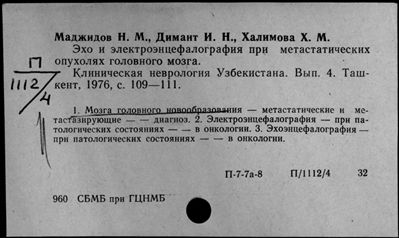 Маджидов Н. М., Димант И. Н., Халимова Х. М.
Эхо и электроэнцефалография при метастатических
опухолях головного мозга.
П
1112/4
Клиническая неврология Узбекистана. Вып. 4. Таш-
кент, 1976, с. 109—111.
1. Мозга головного новообразования — метастатические и ме-
тастазирующие — — диагноз. 2. Электроэнцефалография — при па-
тологических состояниях — — в онкологии. 3. Эхоэнцефалография —
при патологических состояниях — — в онкологии.
П-7-7а-8 П/1112/4 32
960 СБМБ при ГЦНМБ